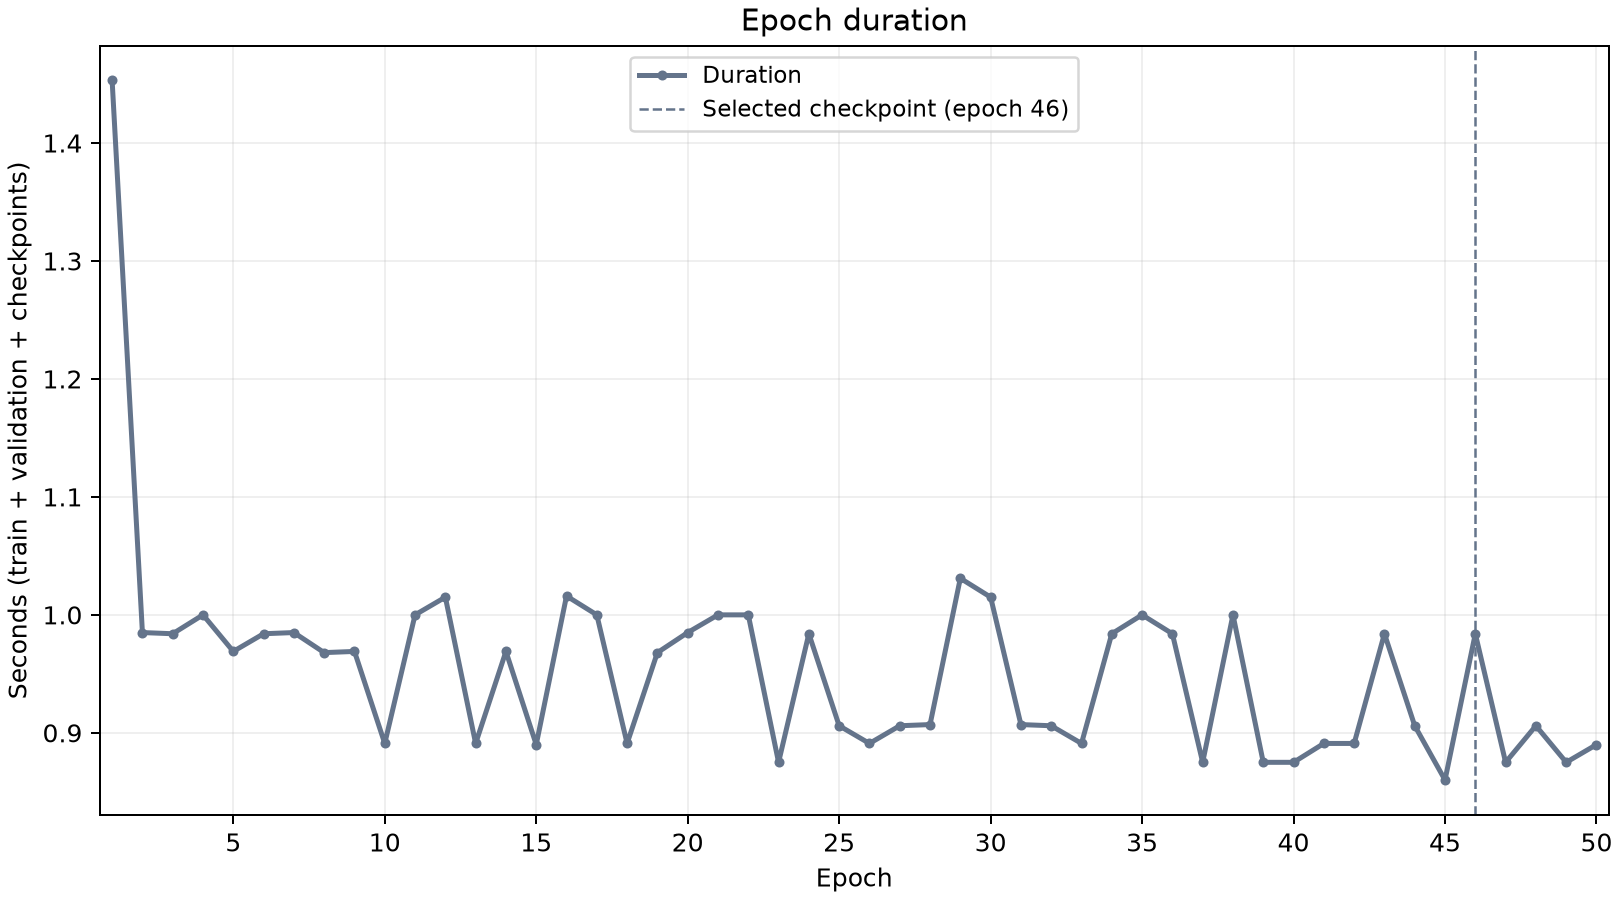 Epoch duration
Duration
Selected checkpoint (epoch 46)
Seconds (train + validation + checkpoints)
1.4
1.3
1.2
1.1
1.0
0.9
5 10 15 20 25 30 35 40 45 50
Epoch